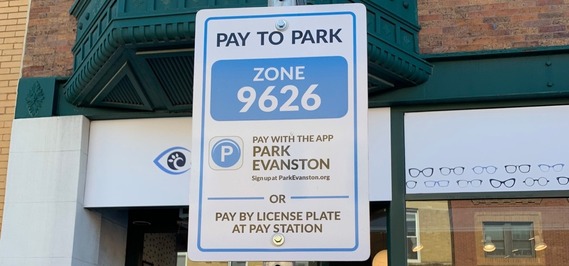 PAY TO PARK
ZONE
9626
P
PAY WITH THE APP
PARK
EVANSTON
Sign up at ParkEvanston.org
OR
PAY BY LICENSE PLATE
AT PAY STATION